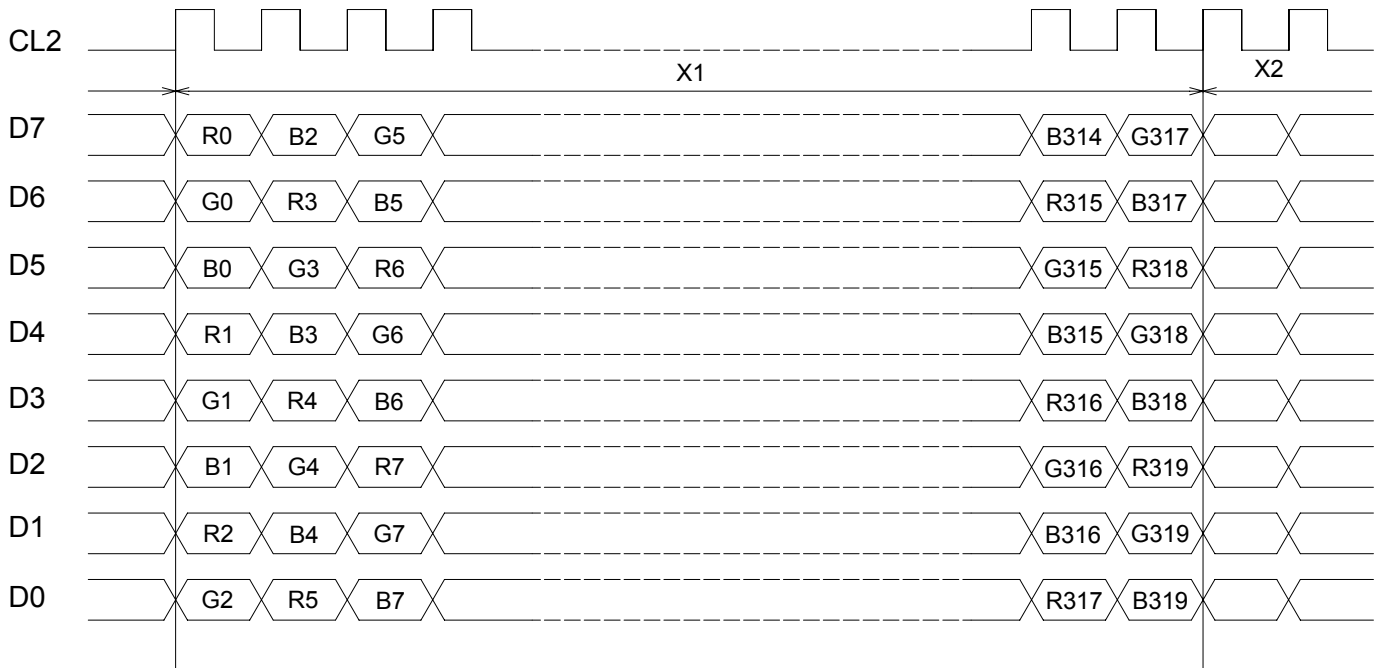 CL2
X1 X2
D7 R0 B2 G5 B314 G317
D6 G0 R3 B5 R315 B317
D5 B0 G3 R6 G315 R318
D4 R1 B3 G6 B315 G318
D3 G1 R4 B6 R316 B318
D2 B1 G4 R7 G316 R319
D1 R2 B4 G7 B316 G319
D0 G2 R5 B7 R317 B319